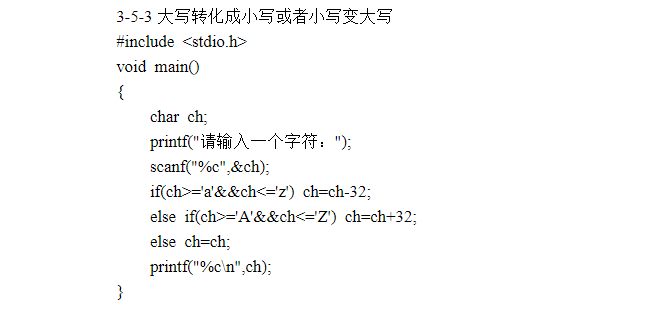 3-5-3 大写转化成小写或者小写变大写
#include <stdio.h>
void main()
{
char ch;
printf("请输入一个字符：");
scanf("%c",&ch);
if(ch>='a'&&ch<='z') ch=ch-32;
else if(ch>='A'&&ch<='Z') ch=ch+32;
else ch=ch;
printf("%c\n",ch);
}